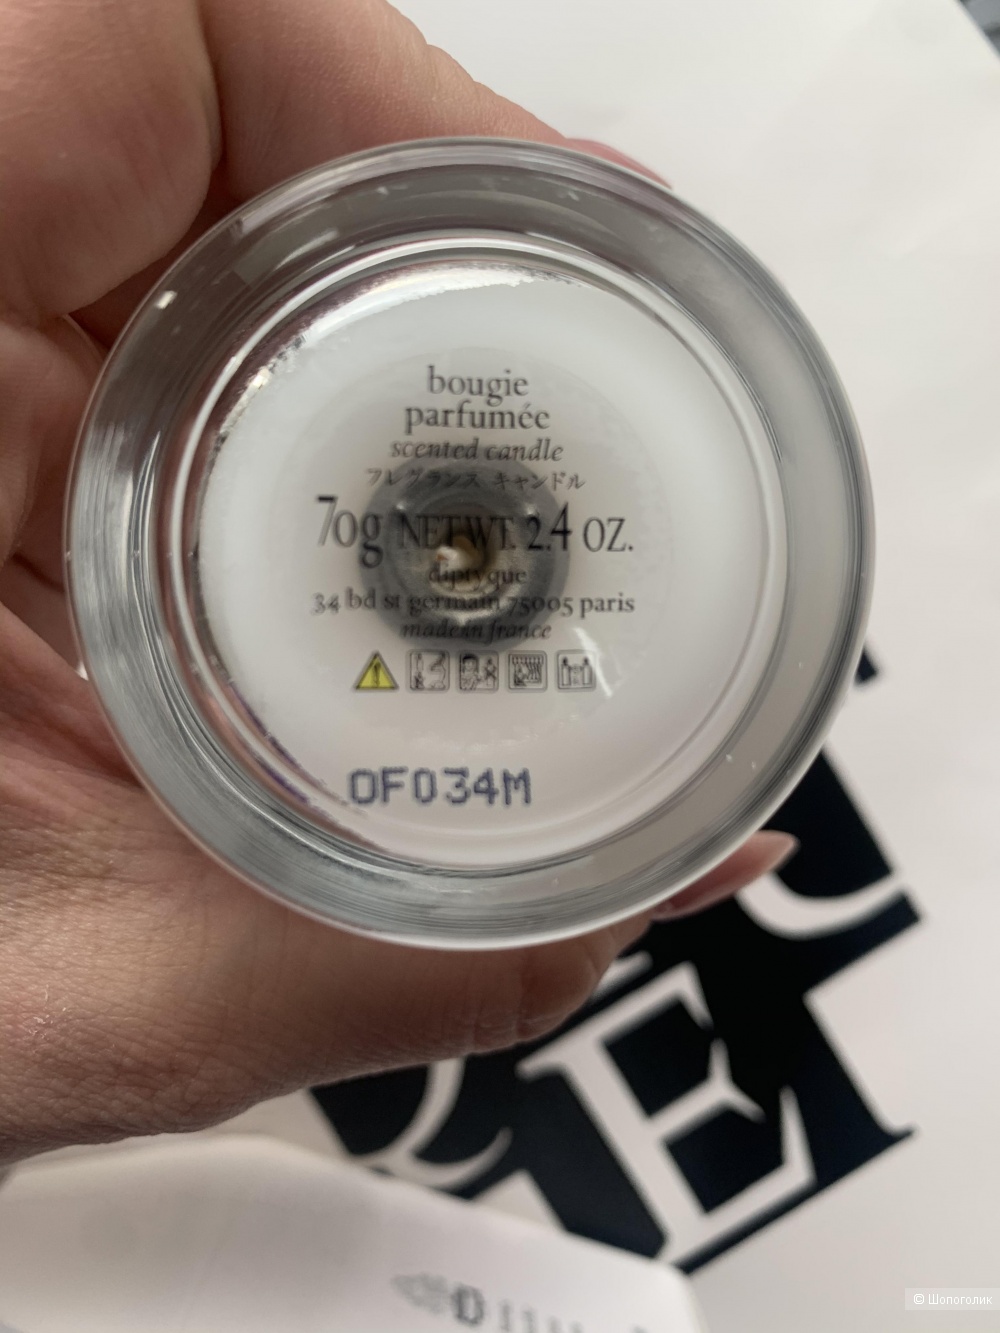 bougie
parfumée
scented candle
フレグランス キャンドル
70g NET WT. 2.4 OZ.
diptyque
34 bd st germain 75005 paris
made in france
0F034M
© Шопоголик